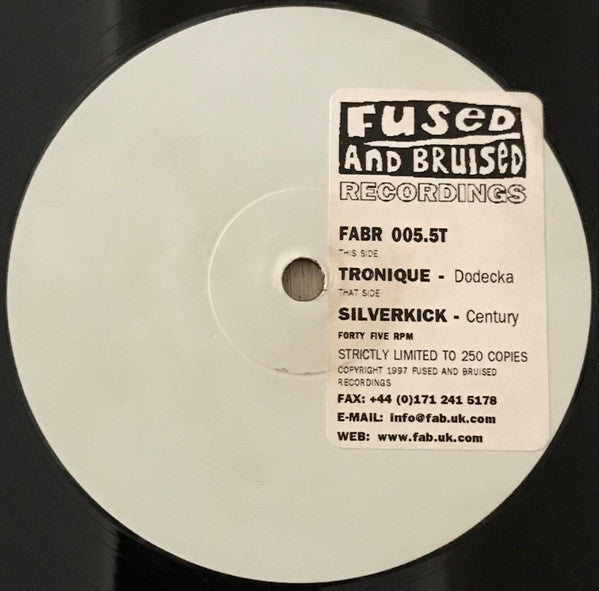 FUSED
AND BRUISED
RECORDINGS
FABR 005.5T
THIS SIDE
TRONIQUE - Dodecka
THAT SIDE
SILVERKICK - Century
FORTY FIVE RPM
STRICTLY LIMITED TO 250 COPIES
COPYRIGHT 1997 FUSED AND BRUISED
RECORDINGS
FAX: +44 (0)171 241 5178
E-MAIL: info@fab.uk.com
WEB: www.fab.uk.com